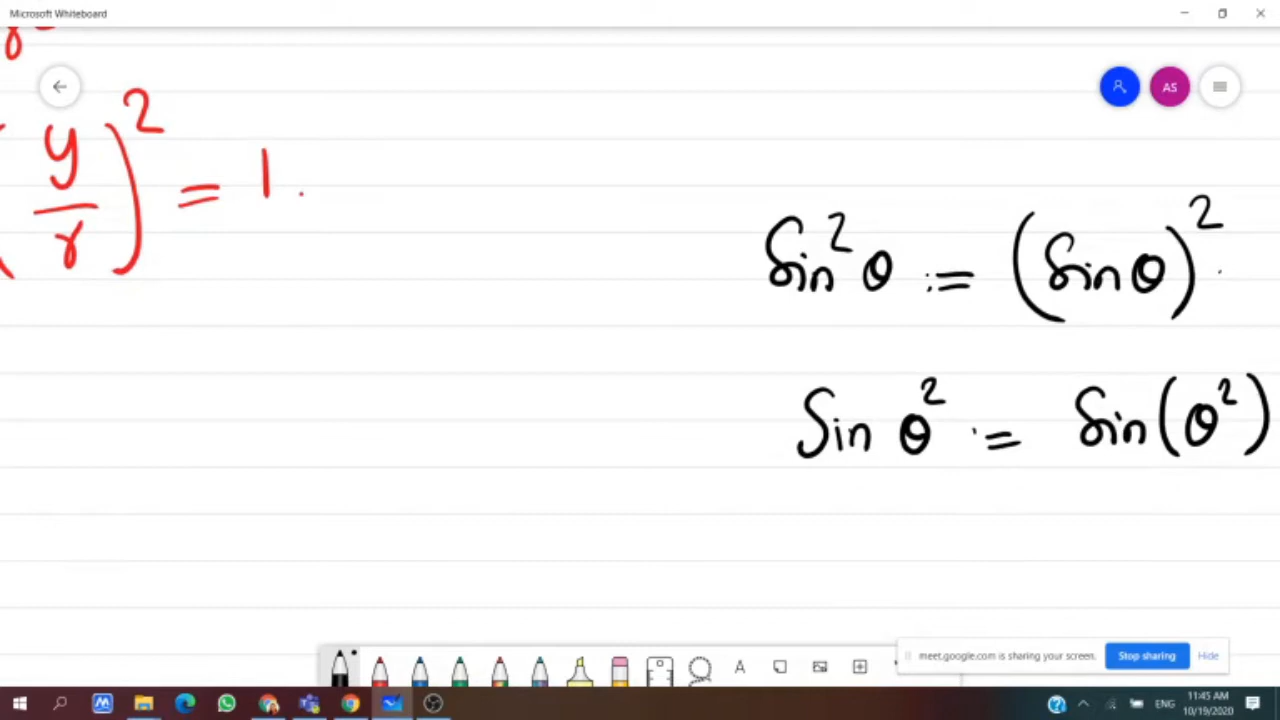 Microsoft Whiteboard
AS
(y/r)² = 1.
Sin²θ := (Sinθ)².
Sin θ² := Sin(θ²)
A
meet.google.com is sharing your screen.
Stop sharing
Hide
ENG
11:45 AM
10/19/2020